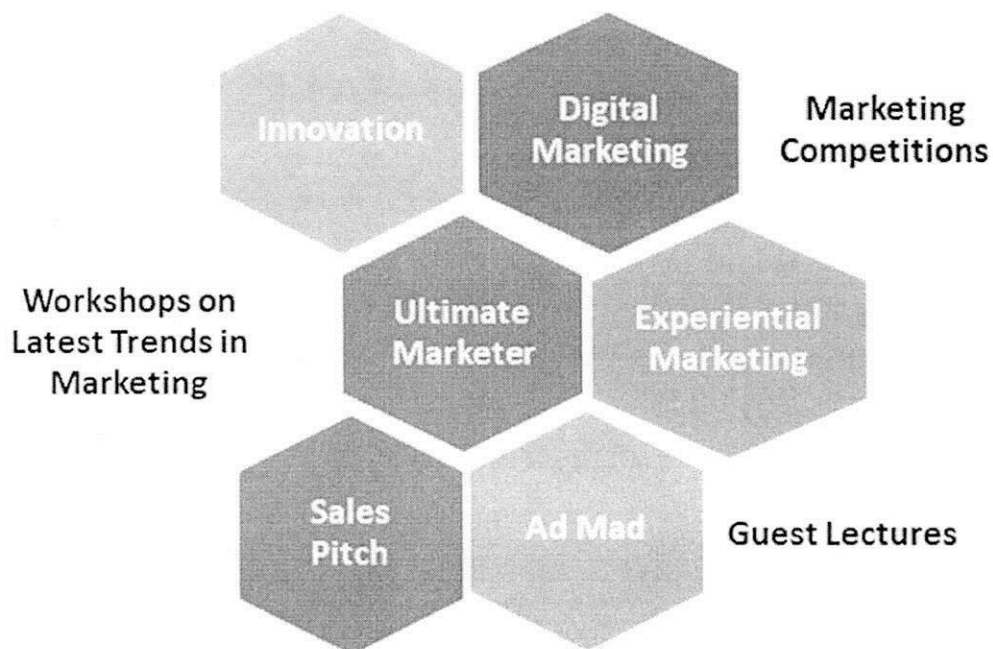 Innovation
Digital
Marketing
Marketing
Competitions
Workshops on
Latest Trends in
Marketing
Ultimate
Marketer
Experiential
Marketing
Sales
Pitch
Ad Mad
Guest Lectures